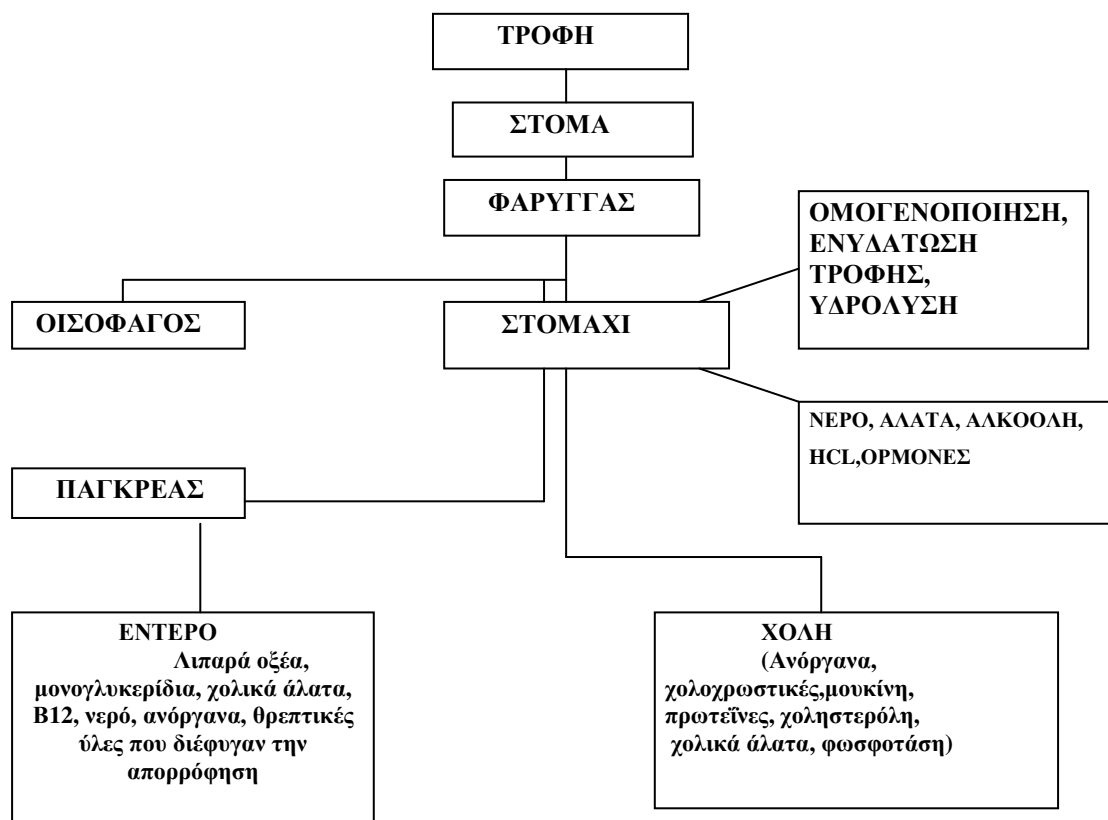 ΤΡΟΦΗ
ΣΤΟΜΑ
ΦΑΡΥΓΓΑΣ
ΟΜΟΓΕΝΟΠΟΙΗΣΗ,
ΕΝΥΔΑΤΩΣΗ
ΤΡΟΦΗΣ,
ΥΔΡΟΛΥΣΗ
ΟΙΣΟΦΑΓΟΣ
ΣΤΟΜΑΧΙ
ΝΕΡΟ, ΑΛΑΤΑ, ΑΛΚΟΟΛΗ,
HCL,ΟΡΜΟΝΕΣ
ΠΑΓΚΡΕΑΣ
ΕΝΤΕΡΟ
Λιπαρά οξέα,
μονογλυκερίδια, χολικά άλατα,
Β12, νερό, ανόργανα, θρεπτικές
ύλες που διέφυγαν την
απορρόφηση
ΧΟΛΗ
(Ανόργανα,
χολοχρωστικές,μουκίνη,
πρωτεΐνες, χοληστερόλη,
χολικά άλατα, φωσφοτάση)